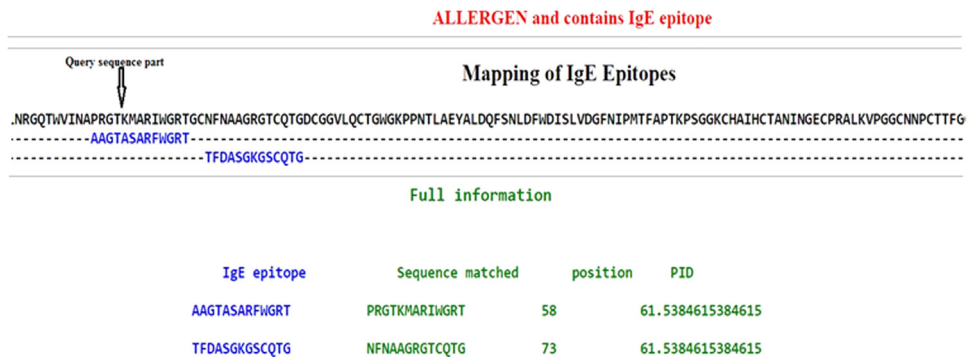 ALLERGEN and contains IgE epitope
Query sequence part
Mapping of IgE Epitopes
.NRGQTWVINAPRGTKMARIWGRTGCNFNAAGRGTCQTGDCGGVLQCTGWGKPPNTLAEYALDQFSNLDFWDISLVDGFNIPMTFAPTKPSGGKCHAIHCTANINGECPRALKVPGGCNNPCTTFG
----------AAGTASARFWGRT------------------------------------------------------------------------------------------------------
-------------------------TFDASGKGSCQTG---------------------------------------------------------------------------------------
Full information
IgE epitope Sequence matched position PID
AAGTASARFWGRT PRGTKMARIWGRT 58 61.5384615384615
TFDASGKGSCQTG NFNAAGRGTCQTG 73 61.5384615384615